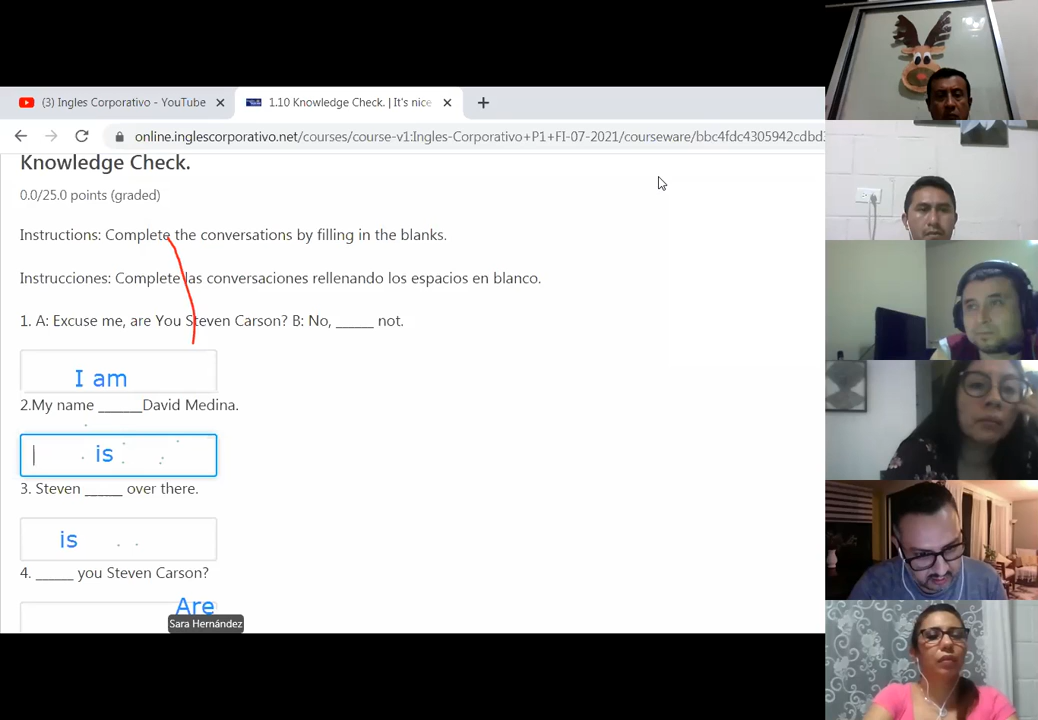 (3) Ingles Corporativo - YouTube
1.10 Knowledge Check. | It's nice
online.inglescorporativo.net/courses/course-v1:Ingles-Corporativo+P1+FI-07-2021/courseware/bbc4fdc4305942cdbd
Knowledge Check.
0.0/25.0 points (graded)
Instructions: Complete the conversations by filling in the blanks.
Instrucciones: Complete las conversaciones rellenando los espacios en blanco.
1. A: Excuse me, are You Steven Carson? B: No, ______ not.
I am
2.My name _______David Medina.
is
3. Steven ______ over there.
is
4. ______ you Steven Carson?
Are
Sara Hernández